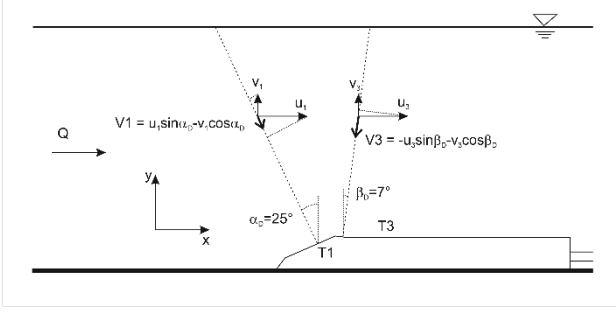 v₁
u₁
V1 = u₁sinα_D-v₁cosα_D
v₃
u₃
V3 = -u₃sinβ_D-v₃cosβ_D
Q
y
x
α_D=25°
β_D=7°
T1
T3